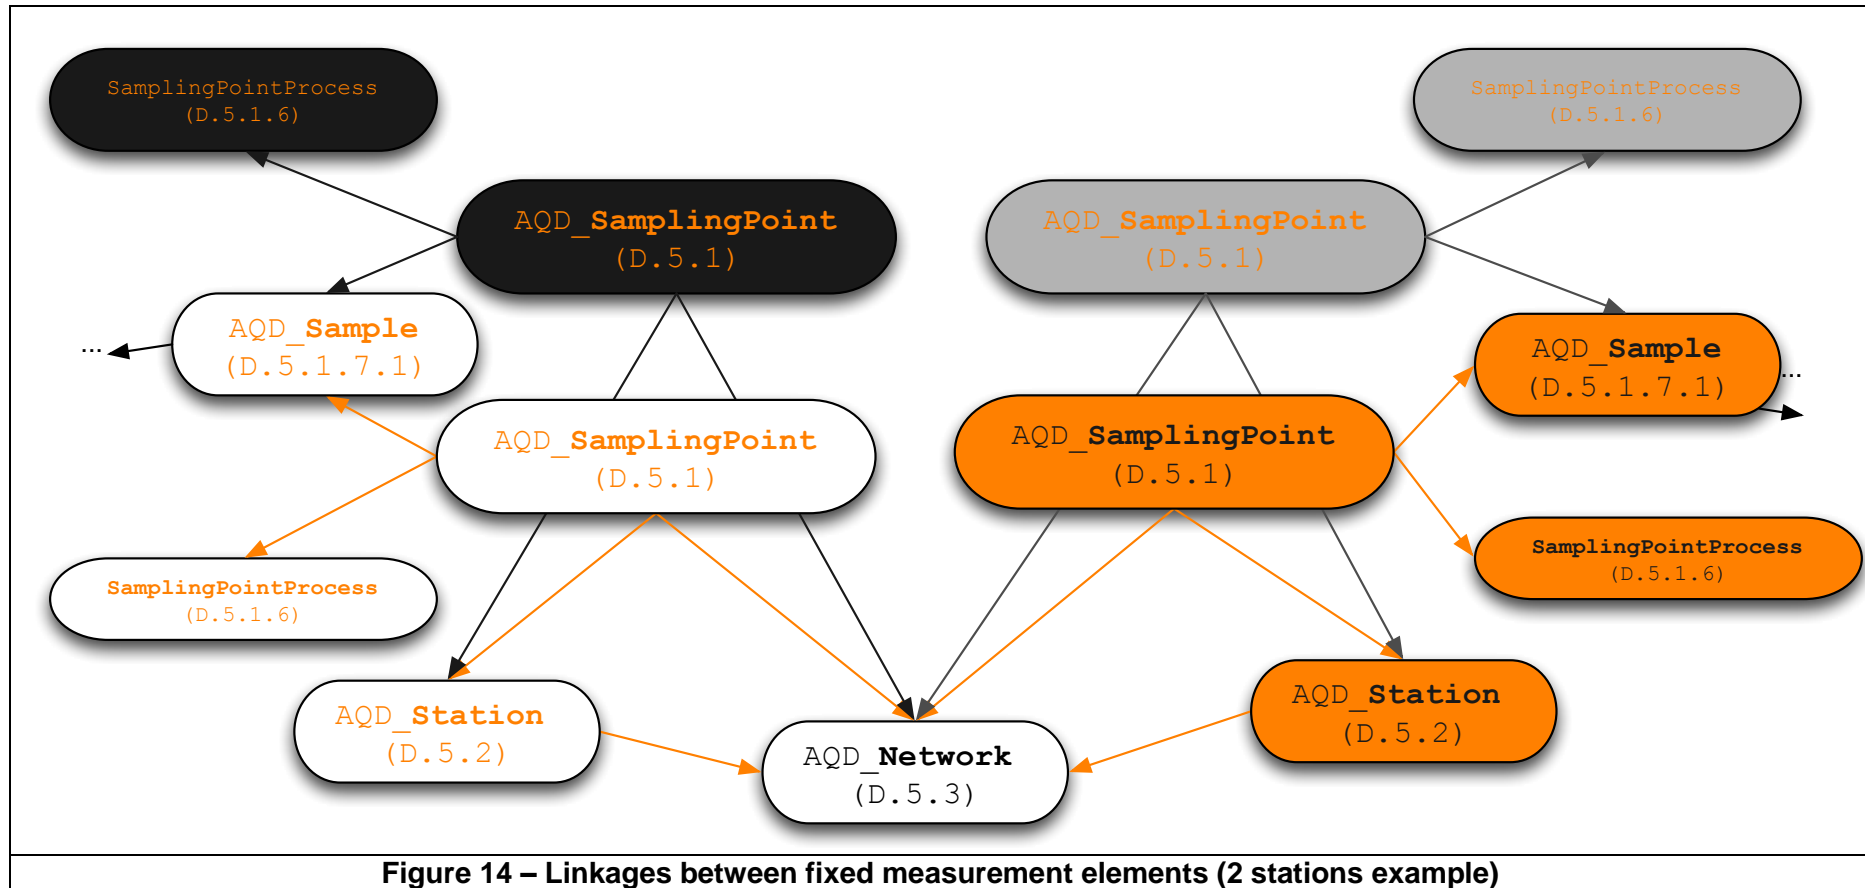 SamplingPointProcess
(D.5.1.6)
SamplingPointProcess
(D.5.1.6)
AQD_SamplingPoint
(D.5.1)
AQD_SamplingPoint
(D.5.1)
AQD_Sample
(D.5.1.7.1)
...
AQD_Sample
(D.5.1.7.1)
...
AQD_SamplingPoint
(D.5.1)
AQD_SamplingPoint
(D.5.1)
SamplingPointProcess
(D.5.1.6)
SamplingPointProcess
(D.5.1.6)
AQD_Station
(D.5.2)
AQD_Network
(D.5.3)
AQD_Station
(D.5.2)
Figure 14 – Linkages between fixed measurement elements (2 stations example)